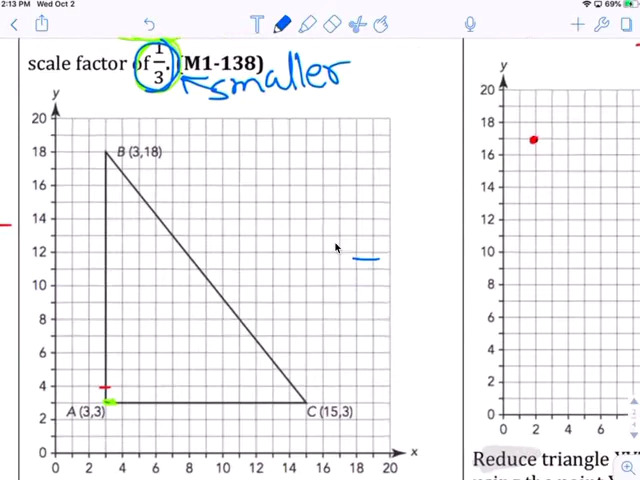 2:13 PM Wed Oct 2
69%
scale factor of 1/3. (M1-138)
smaller
y
20
18
16
14
12
10
8
6
4
2
0
B (3,18)
A (3,3)
C (15,3)
0 2 4 6 8 10 12 14 16 18 20
x
y
20
18
16
14
12
10
8
6
4
2
0
0 2 4 6
Reduce triangle
using the point